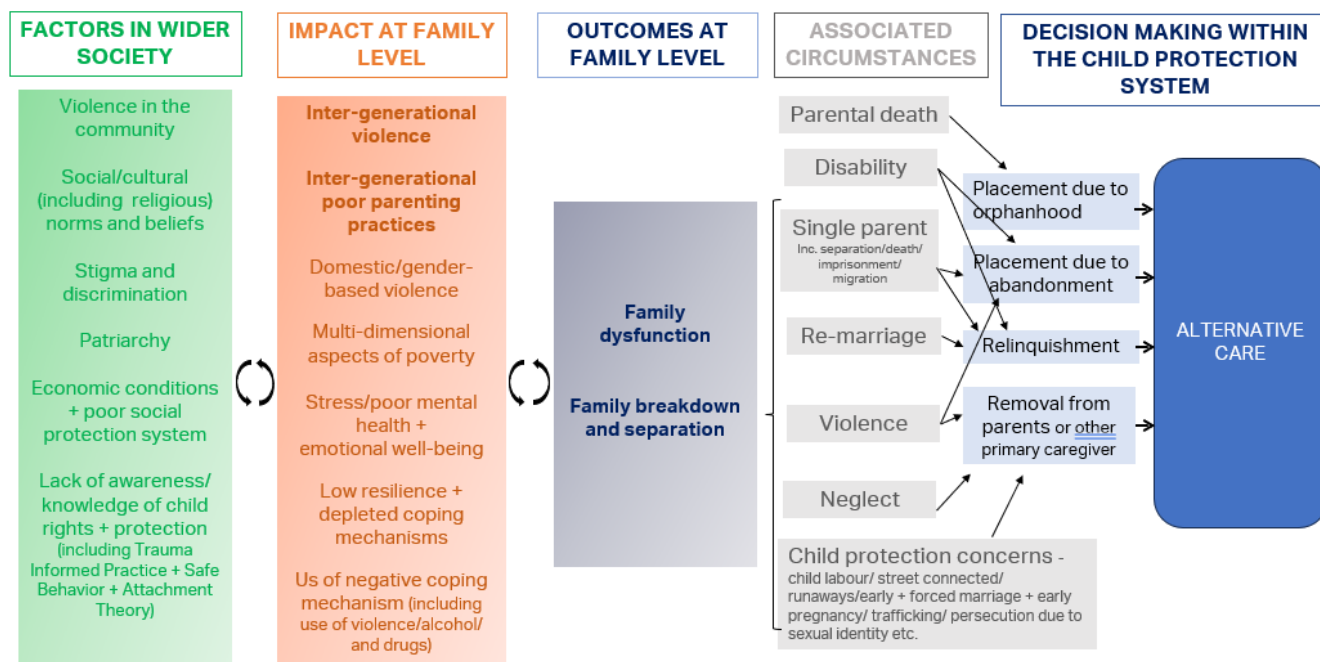 FACTORS IN WIDER
SOCIETY
Violence in the
community
Social/cultural
(including religious)
norms and beliefs
Stigma and
discrimination
Patriarchy
Economic conditions
+ poor social
protection system
Lack of awareness/
knowledge of child
rights + protection
(including Trauma
Informed Practice + Safe
Behavior + Attachment
Theory)
IMPACT AT FAMILY
LEVEL
Inter-generational
violence
Inter-generational
poor parenting
practices
Domestic/gender-
based violence
Multi-dimensional
aspects of poverty
Stress/poor mental
health +
emotional well-being
Low resilience +
depleted coping
mechanisms
Us of negative coping
mechanism (including
use of violence/alcohol/
and drugs)
OUTCOMES AT
FAMILY LEVEL
Family
dysfunction
Family breakdown
and separation
ASSOCIATED
CIRCUMSTANCES
Parental death
Disability
Single parent
Inc. separation/death/
imprisonment/
migration
Re-marriage
Violence
Neglect
Child protection concerns -
child labour/ street connected/
runaways/early + forced marriage + early
pregnancy/ trafficking/ persecution due to
sexual identity etc.
DECISION MAKING WITHIN
THE CHILD PROTECTION
SYSTEM
Placement due to
orphanhood
Placement due to
abandonment
Relinquishment
Removal from
parents or other
primary caregiver
ALTERNATIVE
CARE